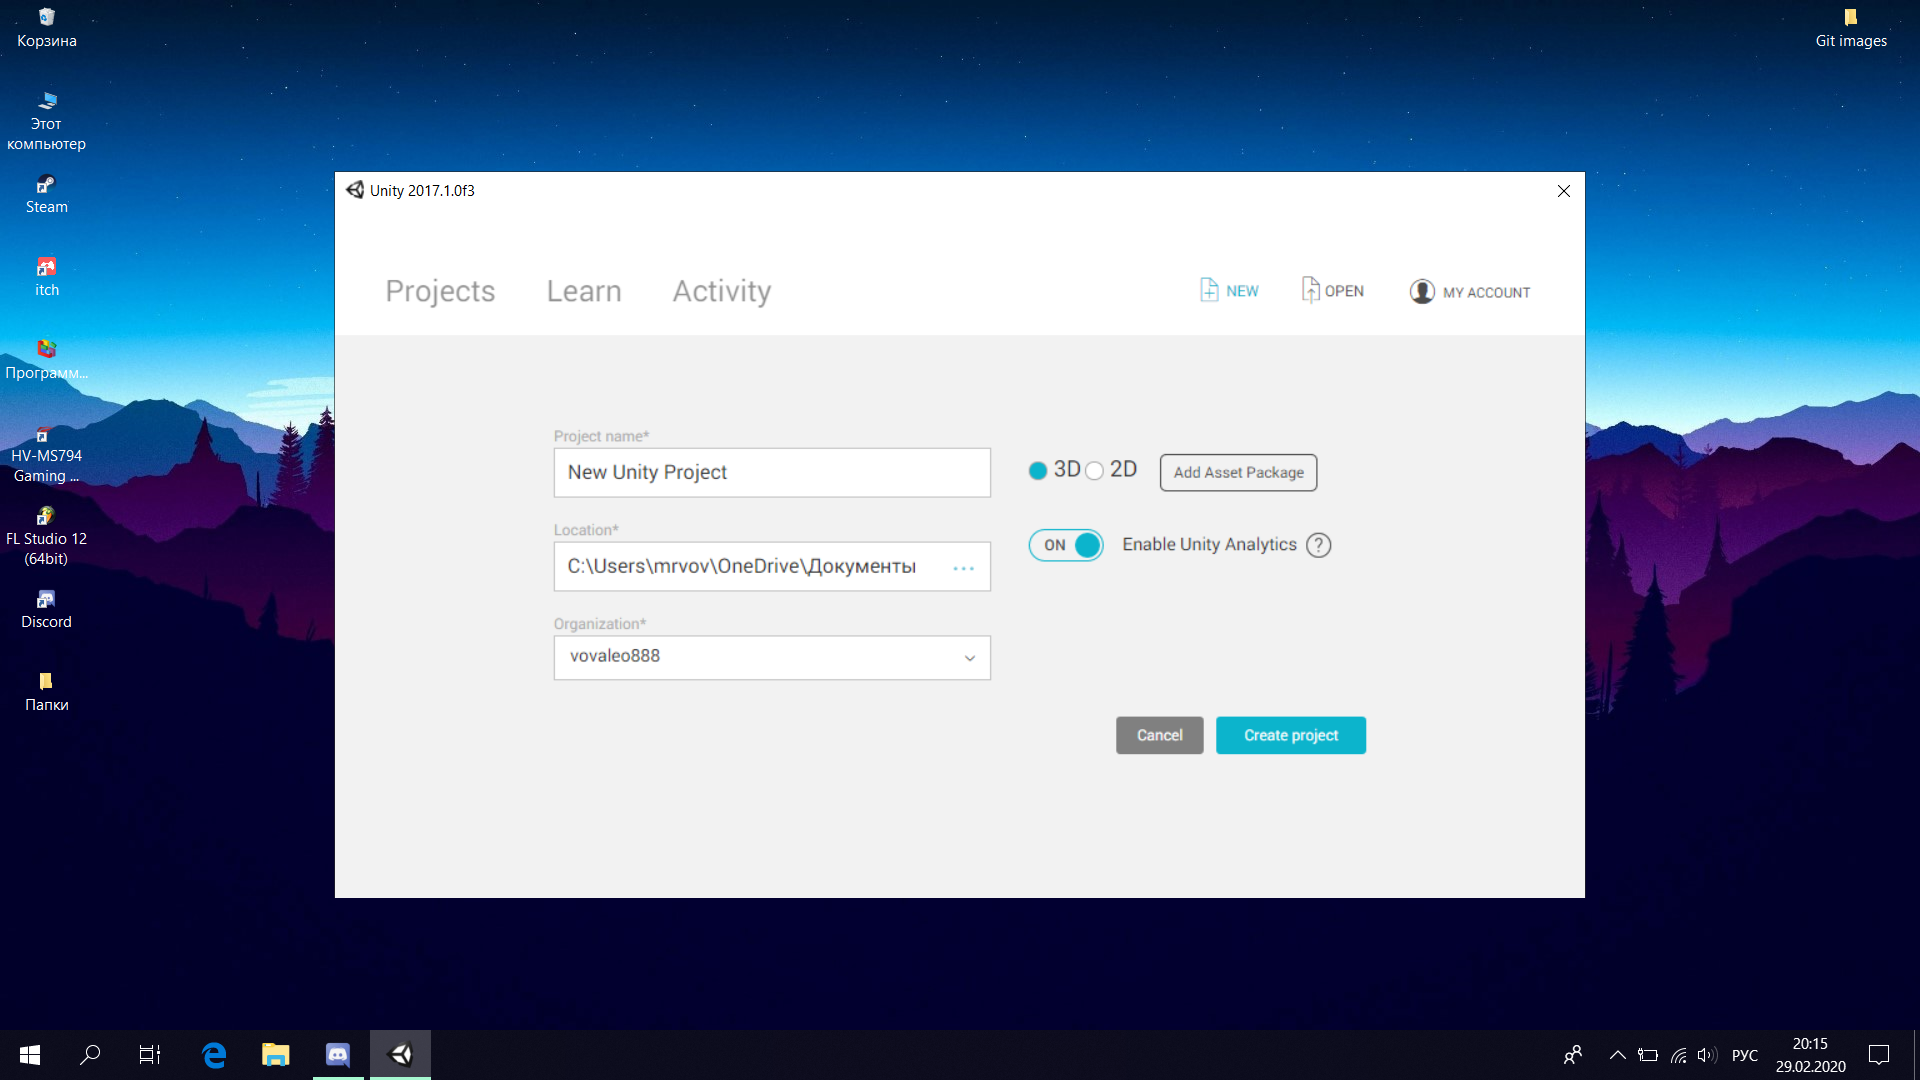 Корзина
Этот
компьютер
Steam
itch
Программ...
HV-MS794
Gaming ...
FL Studio 12
(64bit)
Discord
Папки
Git images
Unity 2017.1.0f3
Projects
Learn
Activity
NEW
OPEN
MY ACCOUNT
Project name*
New Unity Project
3D
2D
Add Asset Package
Location*
C:\Users\mrvov\OneDrive\Документы
...
ON
Enable Unity Analytics
?
Organization*
vovaleo888
Cancel
Create project
РУС
20:15
29.02.2020